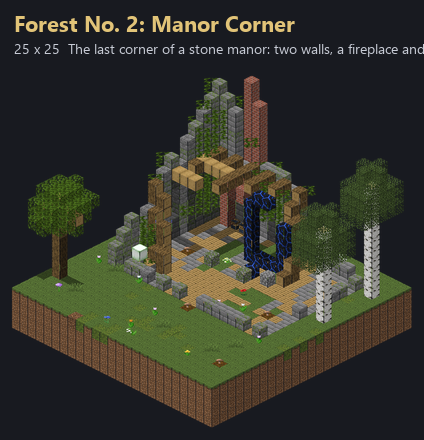 Forest No. 2: Manor Corner
25 x 25 The last corner of a stone manor: two walls, a fireplace and